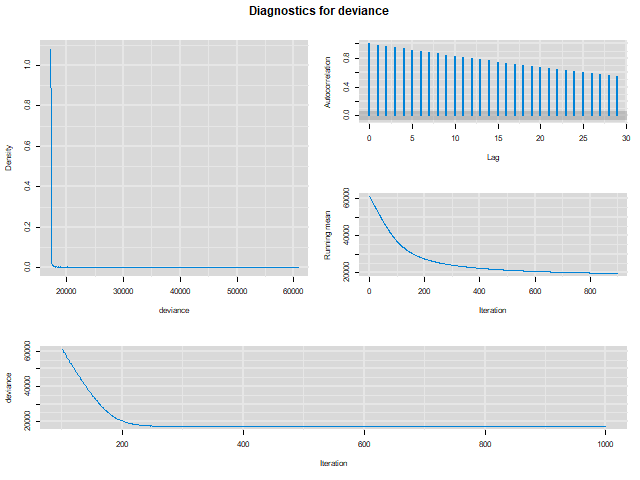 Diagnostics for deviance
Density
0.0 0.2 0.4 0.6 0.8 1.0
20000 30000 40000 50000 60000
deviance
Autocorrelation
0.0 0.4 0.8
0 5 10 15 20 25 30
Lag
Running mean
20000 40000 60000
0 200 400 600 800
Iteration
deviance
20000 40000 60000
200 400 600 800 1000
Iteration